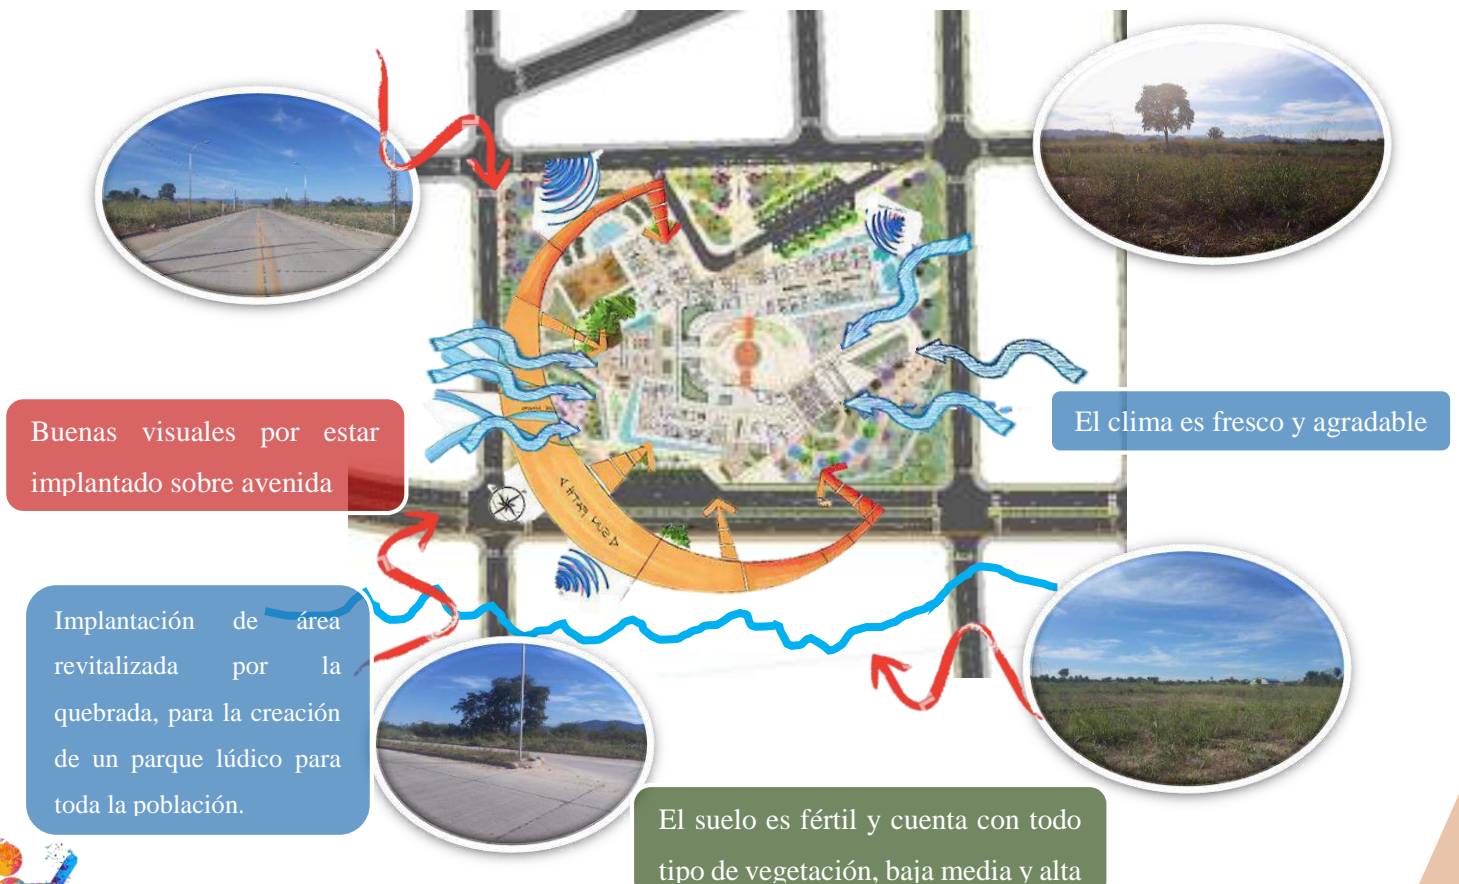 Buenas visuales por estar
implantado sobre avenida
El clima es fresco y agradable
SUN PATH
Implantación de área
revitalizada por la
quebrada, para la creación
de un parque lúdico para
toda la población.
El suelo es fértil y cuenta con todo
tipo de vegetación, baja media y alta